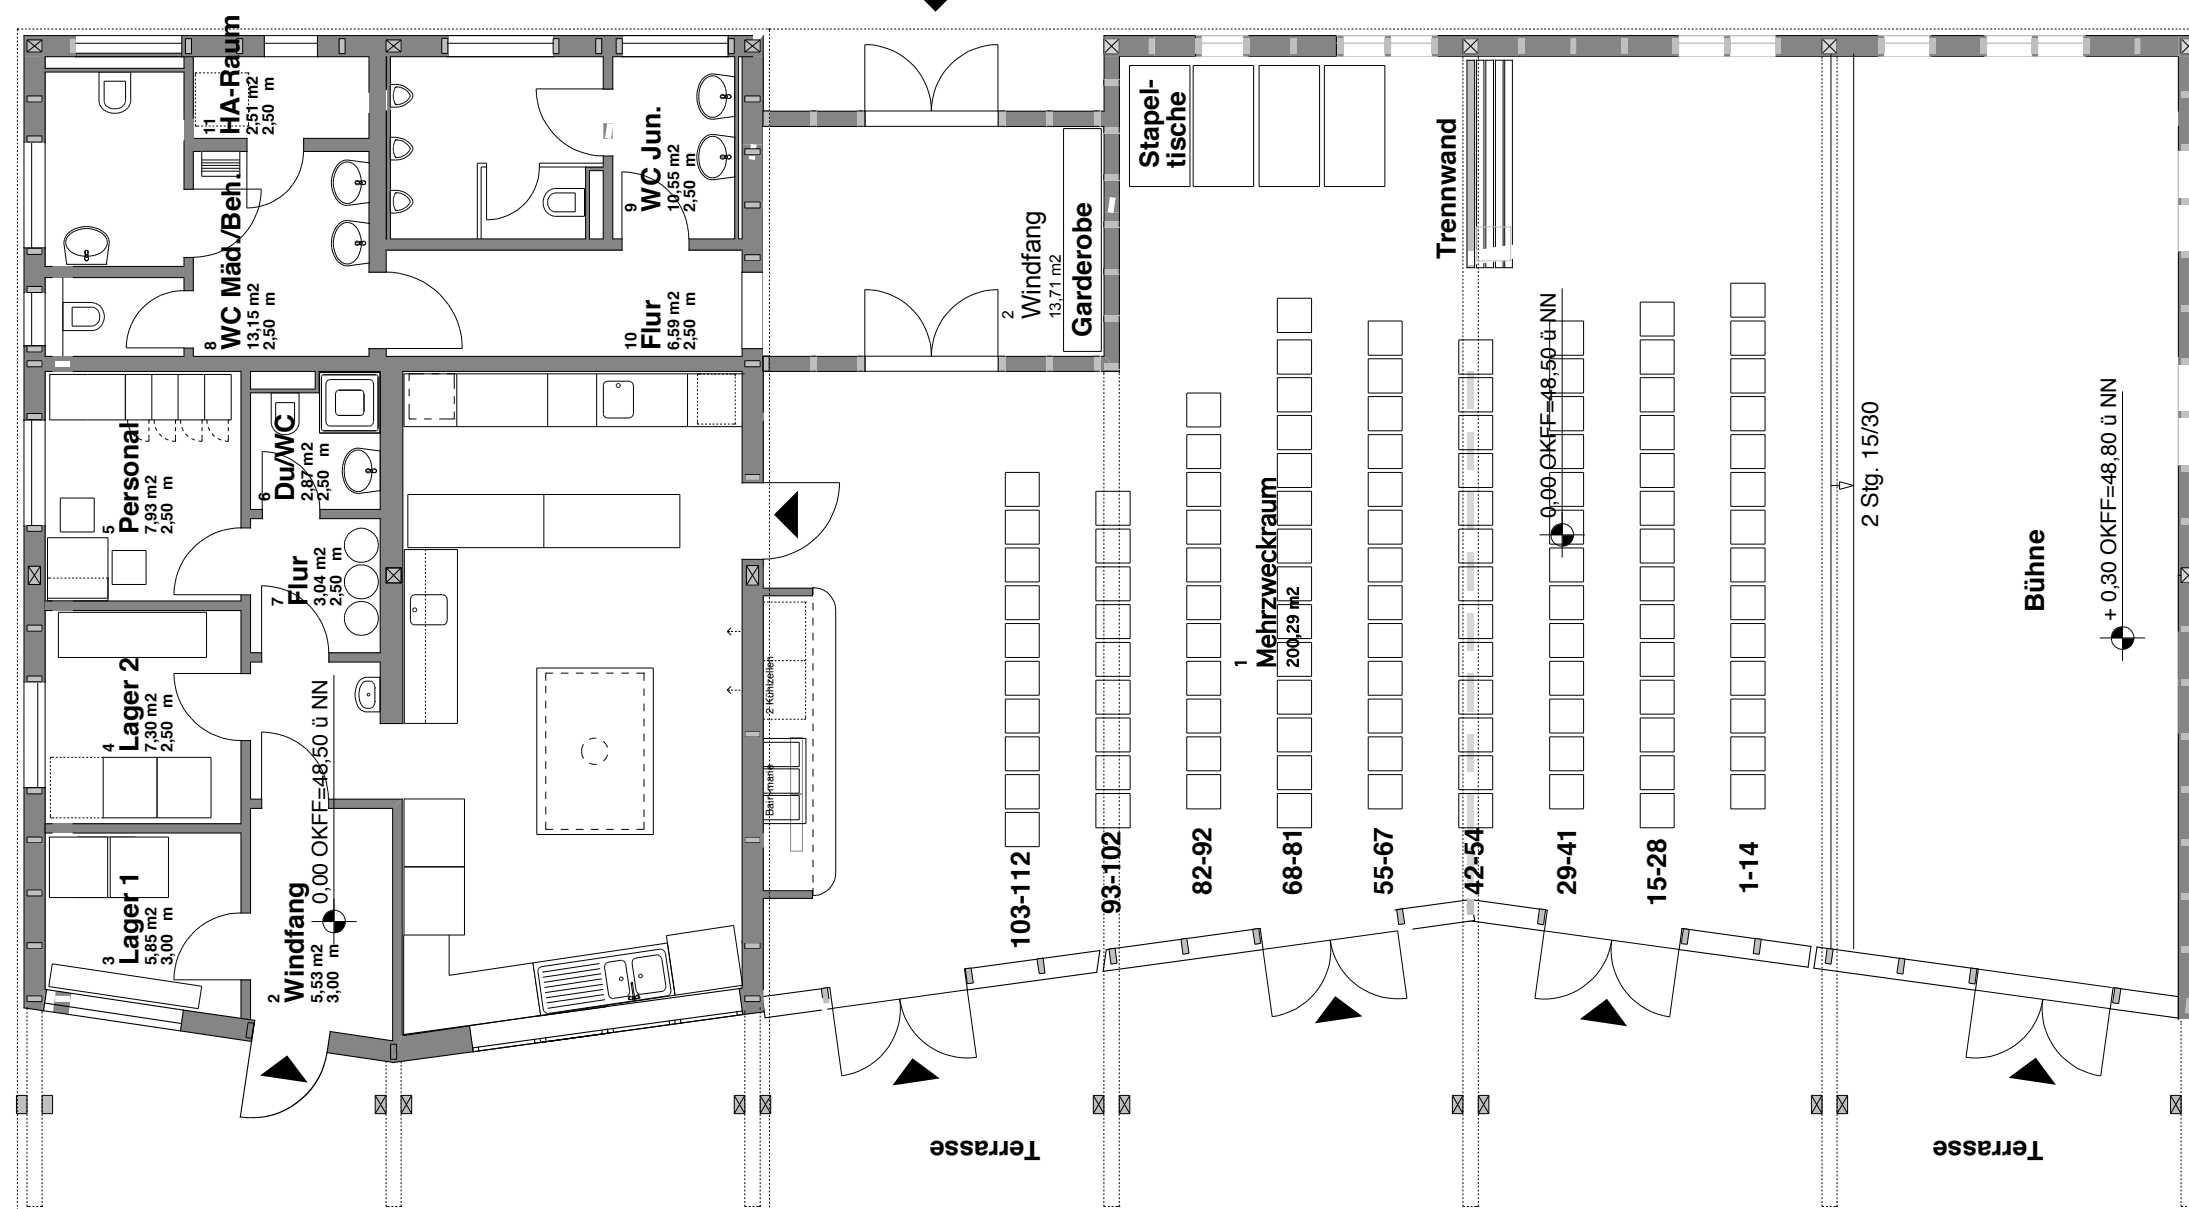 11
HA-Raum
2,51 m2
2,50 m
8
WC Mäd./Beh.
13,15 m2
2,50 m
9
WC Jun.
10,55 m2
2,50 m
10
Flur
6,59 m2
2,50 m
2
Windfang
13,71 m2
Garderobe
Stapel-
tische
Trennwand
5
Personal
7,93 m2
2,50 m
6
Du/WC
2,87 m2
2,50 m
7
Flur
3,04 m2
2,50 m
4
Lager 2
7,30 m2
2,50 m
3
Lager 1
5,85 m2
3,00 m
2
Windfang
5,53 m2
3,00 m
0,00 OKFF=48,50 ü NN
2 Kühlzellen
Bain-marie
1
Mehrzweckraum
200,29 m2
0,00 OKFF=48,50 ü NN
2 Stg. 15/30
Bühne
+ 0,30 OKFF=48,80 ü NN
103-112
93-102
82-92
68-81
55-67
42-54
29-41
15-28
1-14
Terrasse
Terrasse